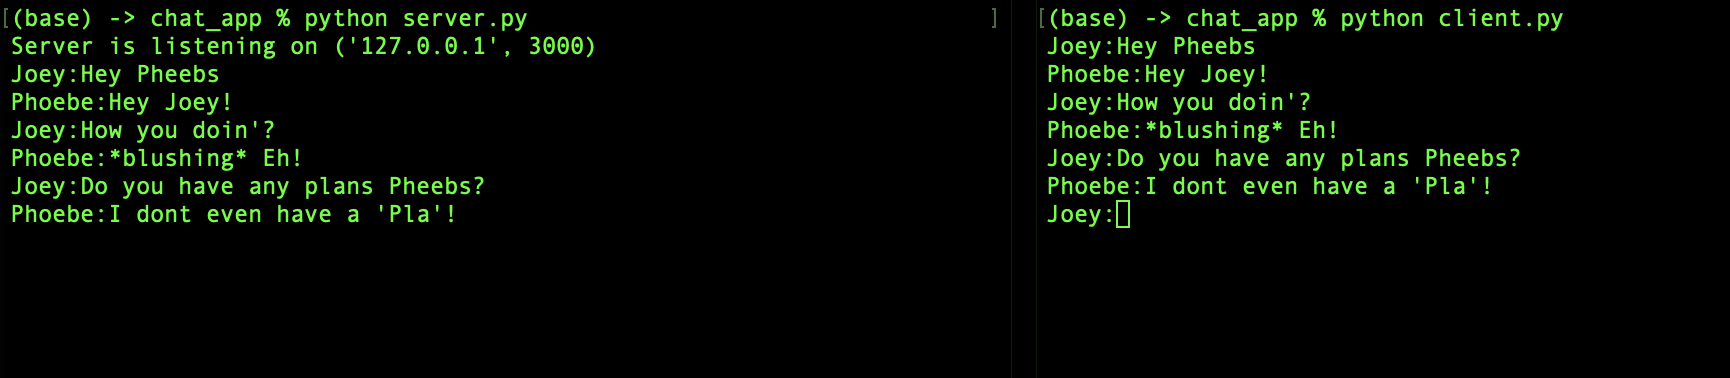 [(base) -> chat_app % python server.py ]
Server is listening on ('127.0.0.1', 3000)
Joey:Hey Pheebs
Phoebe:Hey Joey!
Joey:How you doin'?
Phoebe:*blushing* Eh!
Joey:Do you have any plans Pheebs?
Phoebe:I dont even have a 'Pla'!
[(base) -> chat_app % python client.py
Joey:Hey Pheebs
Phoebe:Hey Joey!
Joey:How you doin'?
Phoebe:*blushing* Eh!
Joey:Do you have any plans Pheebs?
Phoebe:I dont even have a 'Pla'!
Joey: